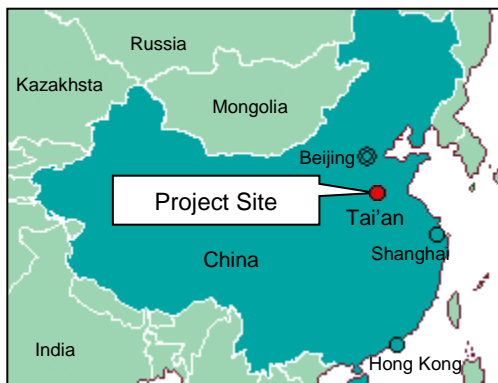 Russia
Kazakhsta
Mongolia
Beijing
Project Site
Tai'an
Shanghai
China
India
Hong Kong